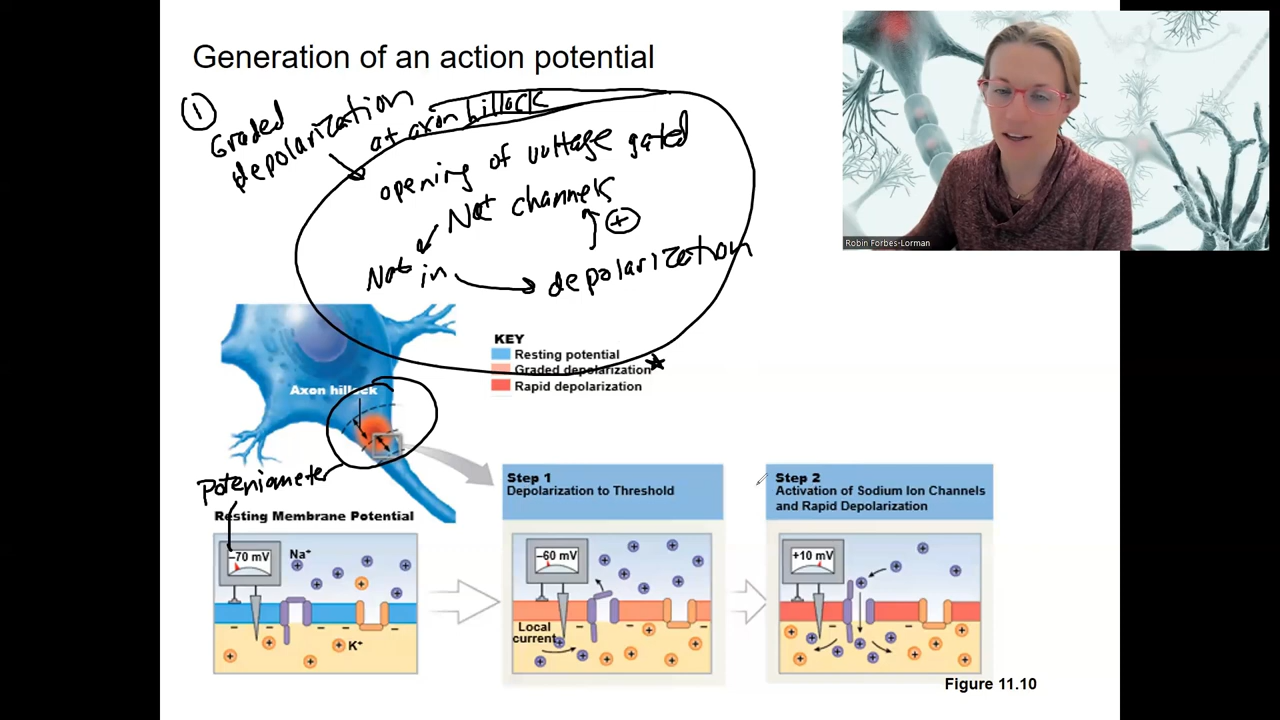 Generation of an action potential
①
Graded
depolarization
at axon hillock
opening of voltage gated
Na+ channels
+
Na+ in
depolarization
Robin Forbes-Lorman
KEY
Resting potential
Graded depolarization
Rapid depolarization
Axon hillock
Poteniameter
Resting Membrane Potential
-70 mV
Na+
K+
Step 1
Depolarization to Threshold
-60 mV
Local
current
Step 2
Activation of Sodium Ion Channels
and Rapid Depolarization
+10 mV
Figure 11.10